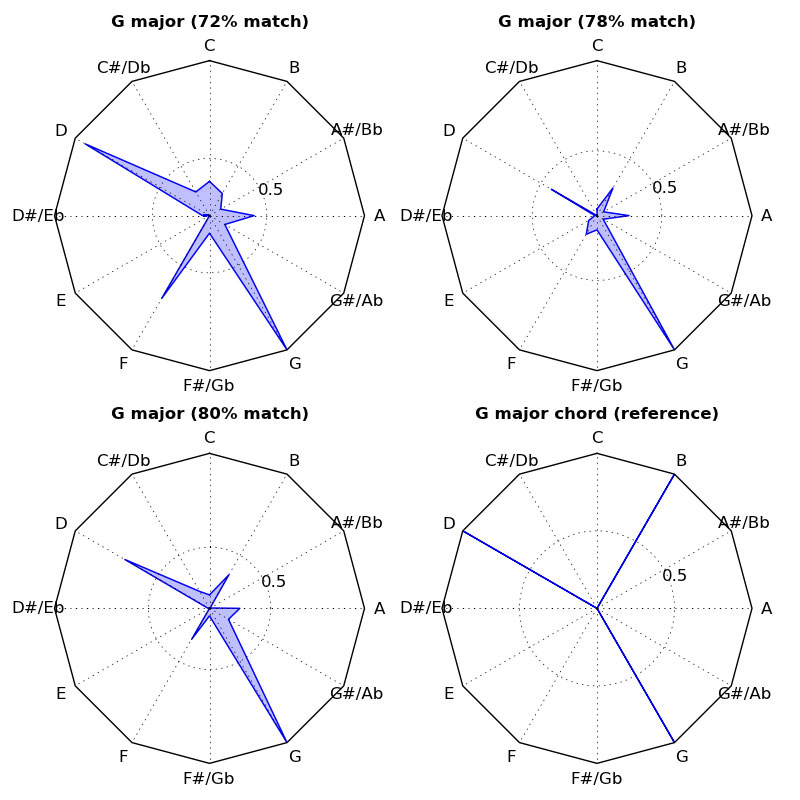 G major (72% match)
C
C#/Db
B
D
A#/Bb
0.5
D#/Eb
A
E
G#/Ab
F
G
F#/Gb
G major (78% match)
C
C#/Db
B
D
A#/Bb
0.5
D#/Eb
A
E
G#/Ab
F
G
F#/Gb
G major (80% match)
C
C#/Db
B
D
A#/Bb
0.5
D#/Eb
A
E
G#/Ab
F
G
F#/Gb
G major chord (reference)
C
C#/Db
B
D
A#/Bb
0.5
D#/Eb
A
E
G#/Ab
F
G
F#/Gb